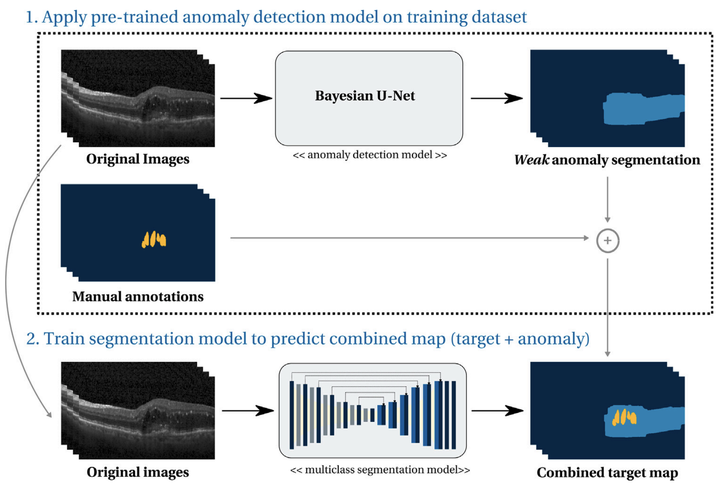 1. Apply pre-trained anomaly detection model on training dataset
Bayesian U-Net
Original Images
<< anomaly detection model >>
Weak anomaly segmentation
+
Manual annotations
2. Train segmentation model to predict combined map (target + anomaly)
Original images
<< multiclass segmentation model>>
Combined target map